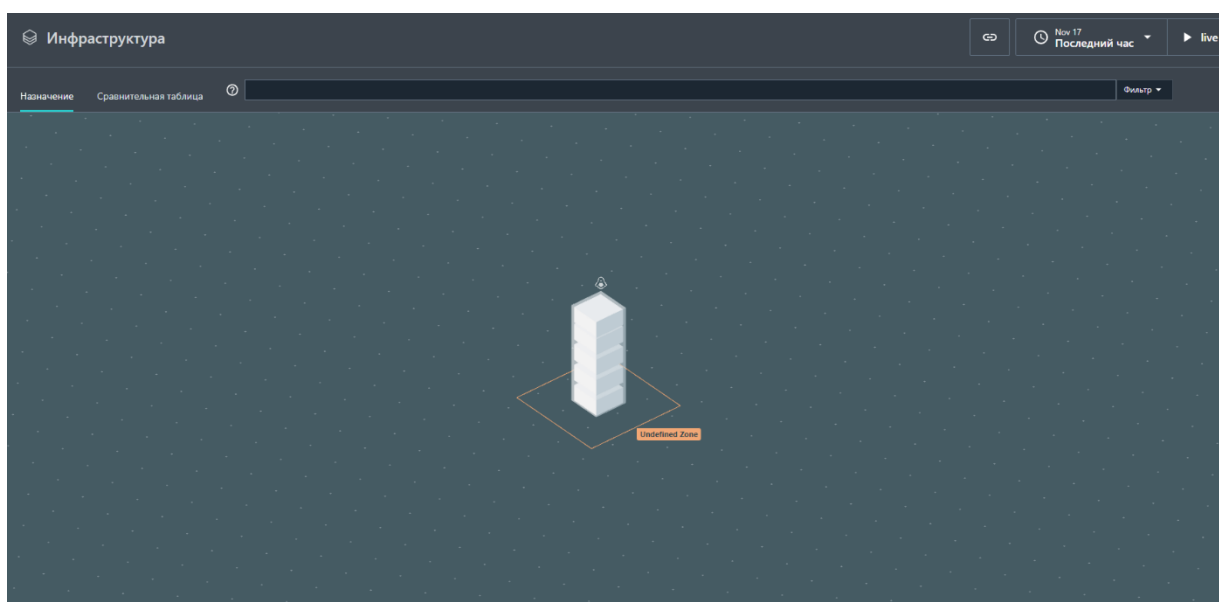 Инфраструктура
Nov 17
Последний час
live
Назначение
Сравнительная таблица
Фильтр
Undefined Zone